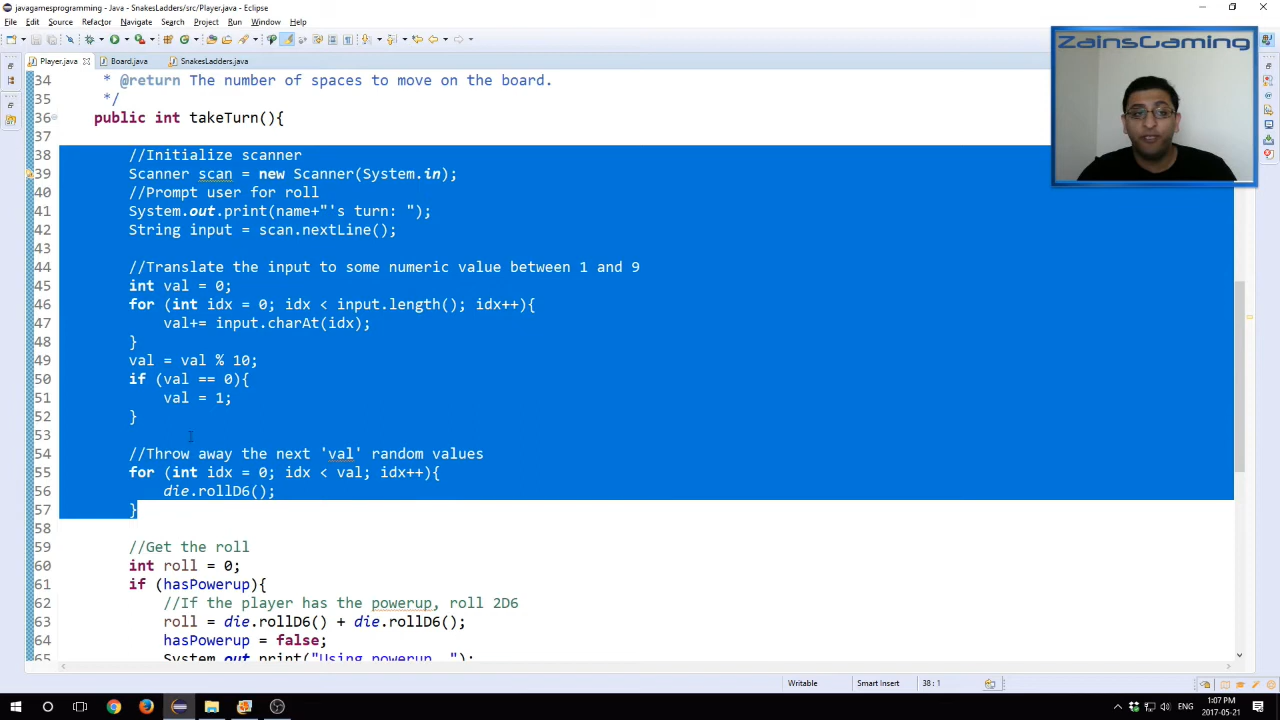 javagamesprogramming - Java - SnakesLadders/src/Player.java - Eclipse
File Edit Source Refactor Navigate Search Project Run Window Help
ZainsGaming
Player.java Board.java SnakesLadders.java
34 * @return The number of spaces to move on the board.
35 */
36 public int takeTurn(){
37
38 //Initialize scanner
39 Scanner scan = new Scanner(System.in);
40 //Prompt user for roll
41 System.out.print(name+"'s turn: ");
42 String input = scan.nextLine();
43
44 //Translate the input to some numeric value between 1 and 9
45 int val = 0;
46 for (int idx = 0; idx < input.length(); idx++){
47 val+= input.charAt(idx);
48 }
49 val = val % 10;
50 if (val == 0){
51 val = 1;
52 }
53
54 //Throw away the next 'val' random values
55 for (int idx = 0; idx < val; idx++){
56 die.rollD6();
57 }
58
59 //Get the roll
60 int roll = 0;
61 if (hasPowerup){
62 //If the player has the powerup, roll 2D6
63 roll = die.rollD6() + die.rollD6();
64 hasPowerup = false;
65 System.out.print("Using powerup. ");
Writable Smart Insert 38 : 1
ENG 1:07 PM
2017-05-21